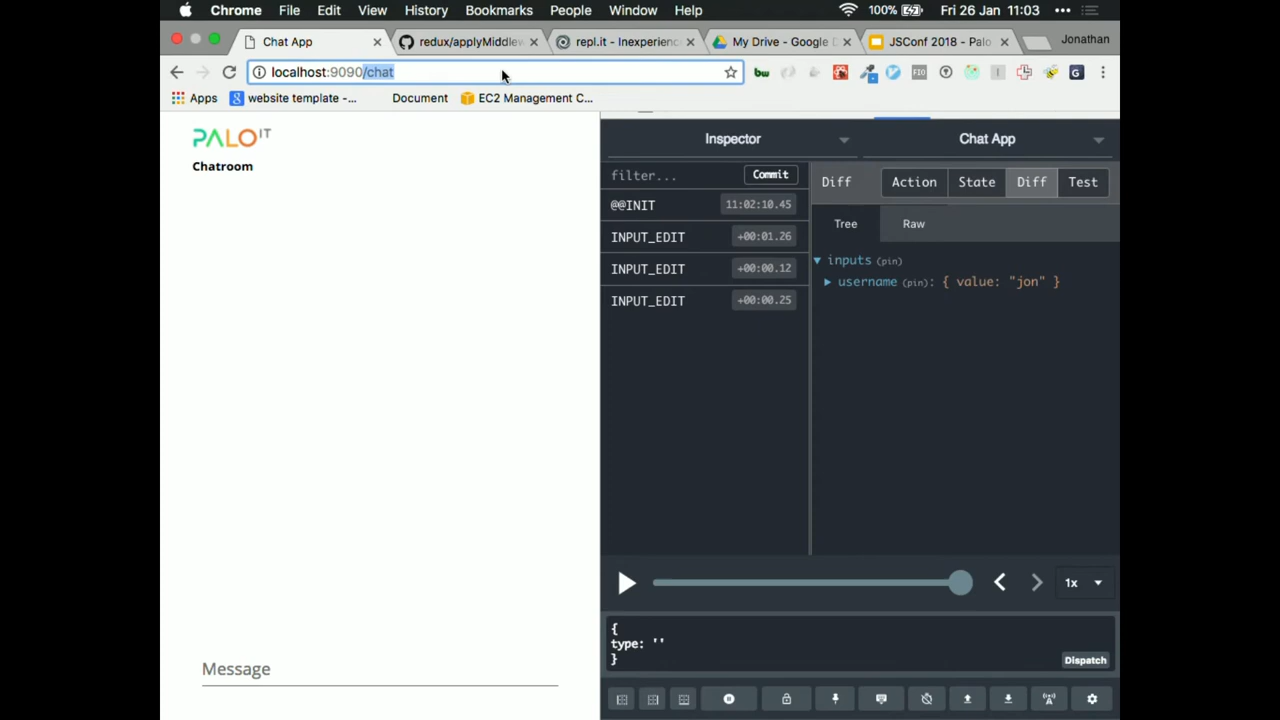 Chrome File Edit View History Bookmarks People Window Help 100% Fri 26 Jan 11:03
Chat App redux/applyMiddlew repl.it - Inexperienc My Drive - Google D JSConf 2018 - Palo Jonathan
localhost:9090/chat
Apps website template -... Document EC2 Management C...
PALO IT
Chatroom
Inspector Chat App
filter... Commit Diff Action State Diff Test
@@INIT 11:02:10.45
Tree Raw
INPUT_EDIT +00:01.26
inputs (pin)
INPUT_EDIT +00:00.12
username (pin): { value: "jon" }
INPUT_EDIT +00:00.25
1x
{
type: ''
}
Dispatch
Message